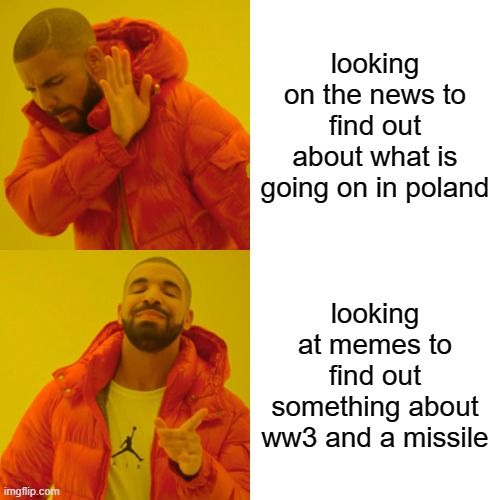 looking
on the news to
find out
about what is
going on in poland
looking
at memes to
find out
something about
ww3 and a missile
imgflip.com